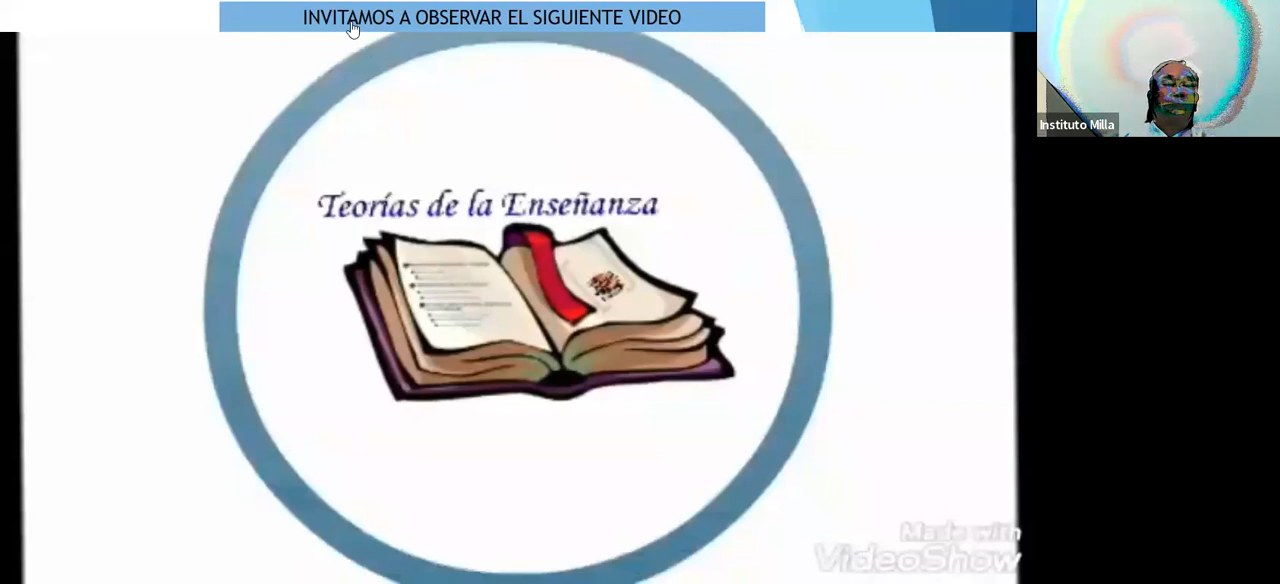 INVITAMOS A OBSERVAR EL SIGUIENTE VIDEO
Instituto Milla
Teorías de la Enseñanza
Made with
VideoShow